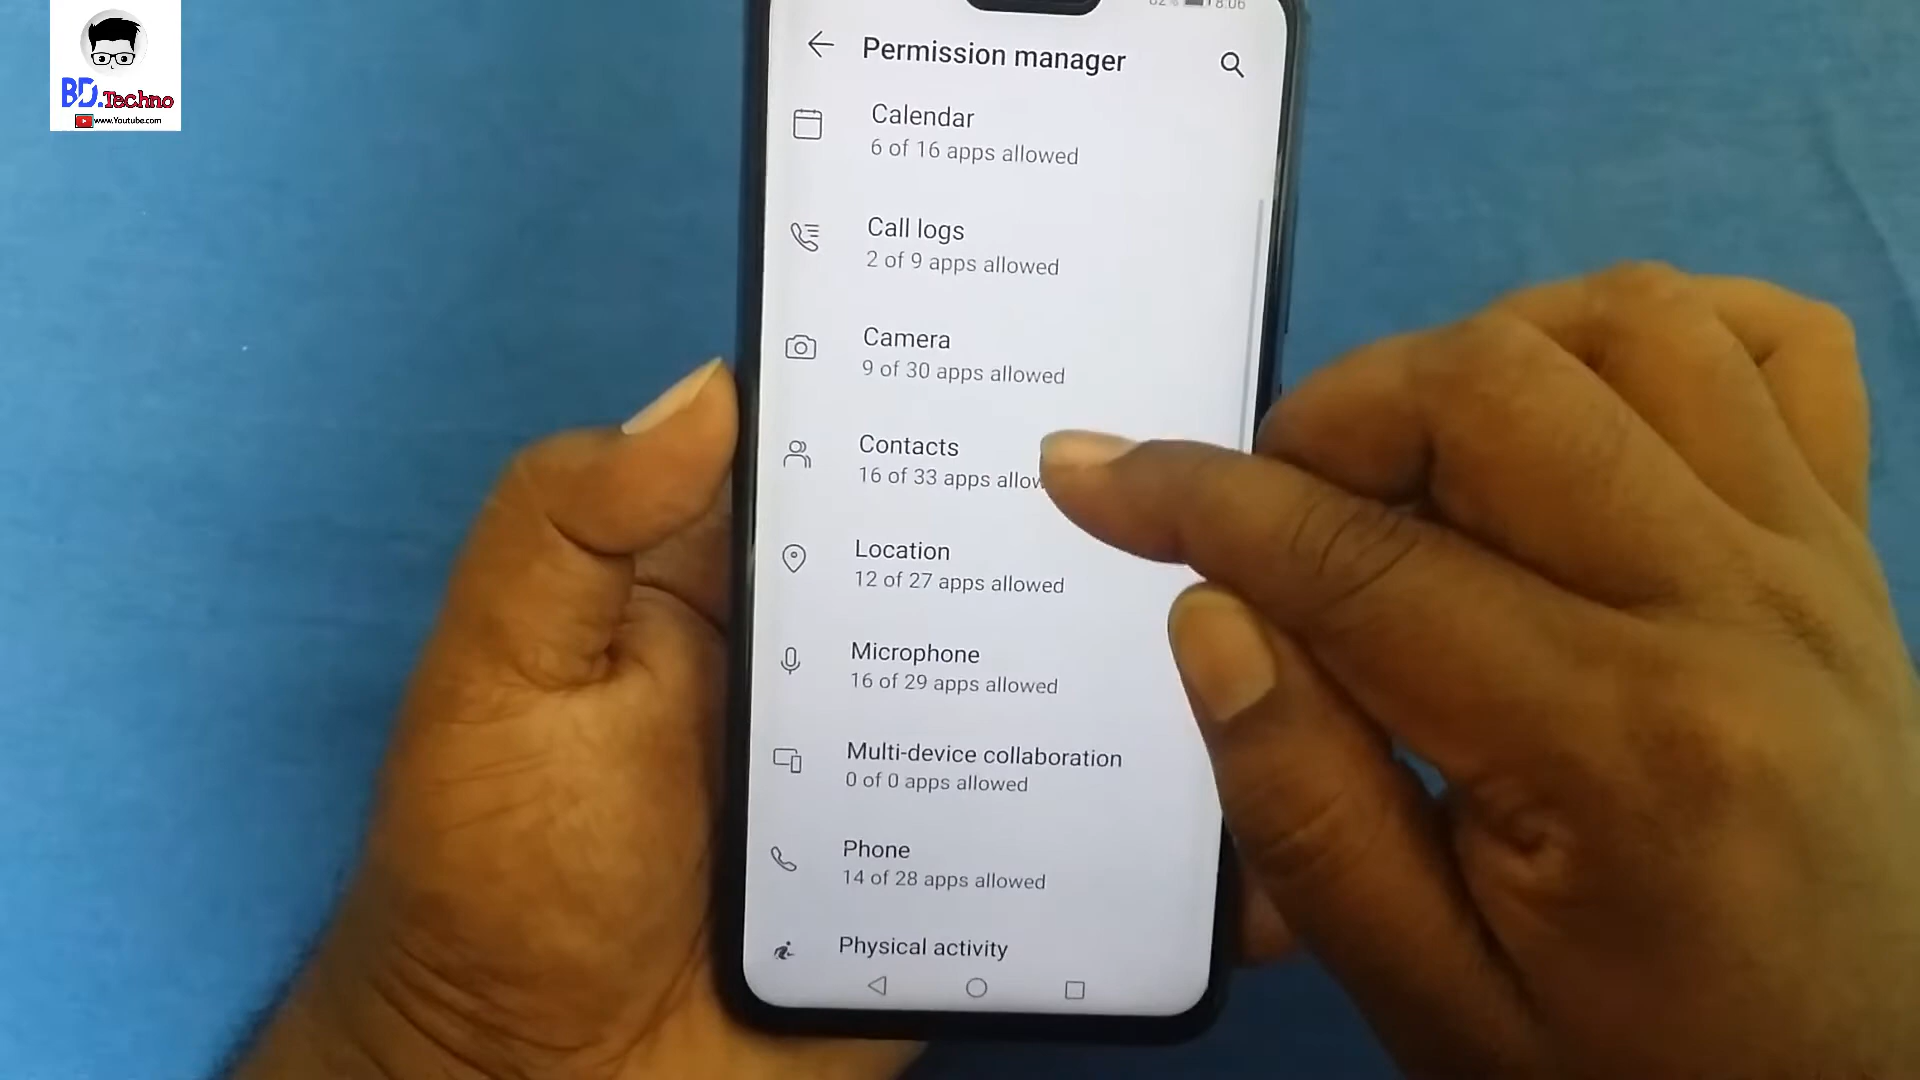 BD.Techno
www.Youtube.com
8:06
Permission manager
Calendar
6 of 16 apps allowed
Call logs
2 of 9 apps allowed
Camera
9 of 30 apps allowed
Contacts
16 of 33 apps allow
Location
12 of 27 apps allowed
Microphone
16 of 29 apps allowed
Multi-device collaboration
0 of 0 apps allowed
Phone
14 of 28 apps allowed
Physical activity